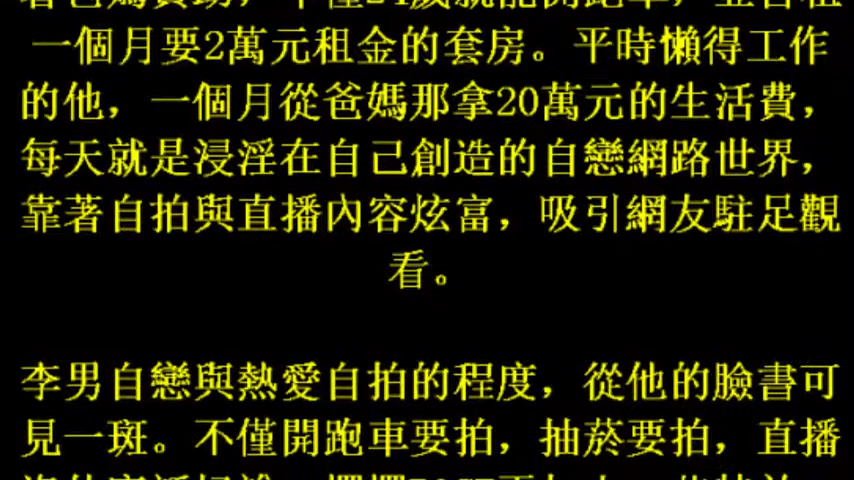 一個月要2萬元租金的套房。平時懶得工作
的他，一個月從爸媽那拿20萬元的生活費，
每天就是浸淫在自己創造的自戀網路世界，
靠著自拍與直播內容炫富，吸引網友駐足觀
看。
李男自戀與熱愛自拍的程度，從他的臉書可
見一斑。不僅開跑車要拍，抽菸要拍，直播